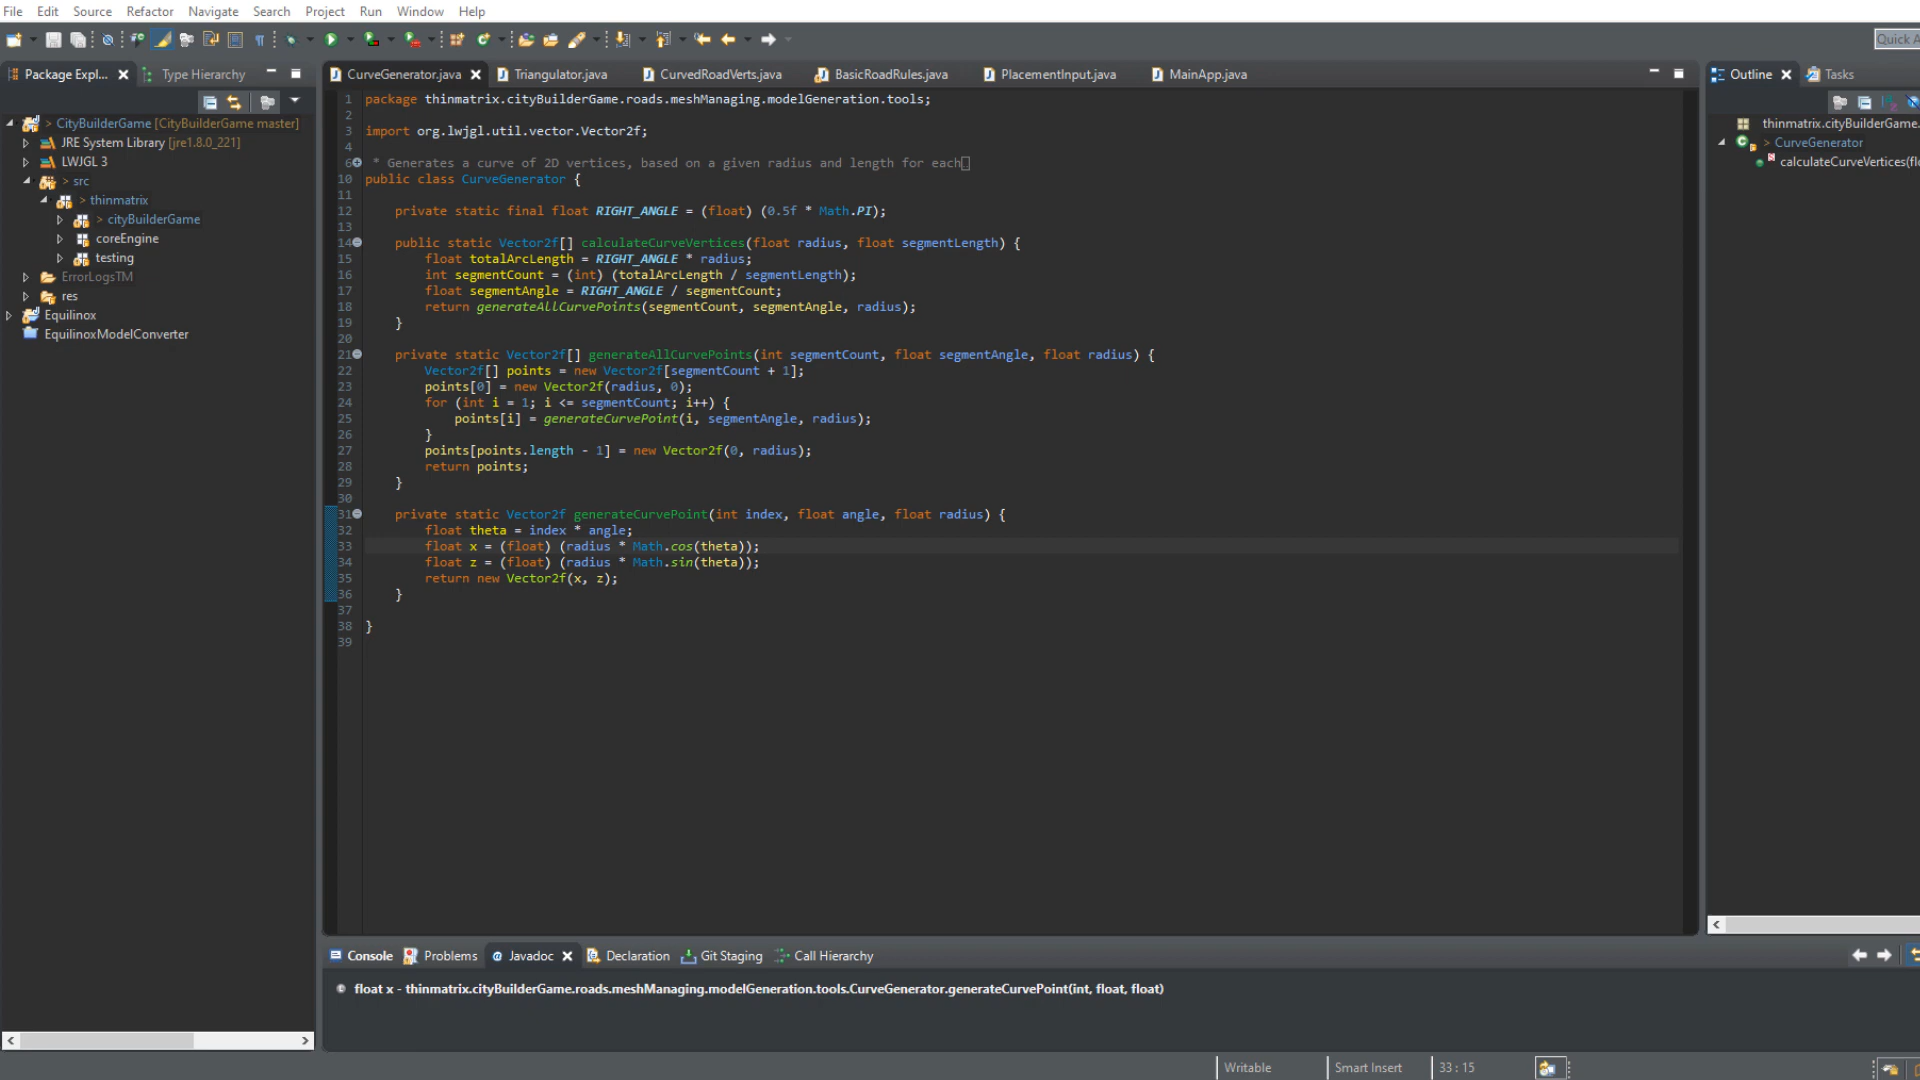 File Edit Source Refactor Navigate Search Project Run Window Help
Quick A
Package Expl... Type Hierarchy
CurveGenerator.java Triangulator.java CurvedRoadVerts.java BasicRoadRules.java PlacementInput.java MainApp.java
Outline Tasks
> CityBuilderGame [CityBuilderGame master]
JRE System Library [jre1.8.0_221]
LWJGL 3
> src
> thinmatrix
> cityBuilderGame
coreEngine
testing
ErrorLogsTM
res
Equilinox
EquilinoxModelConverter
1 package thinmatrix.cityBuilderGame.roads.meshManaging.modelGeneration.tools;
2
3 import org.lwjgl.util.vector.Vector2f;
4
6 * Generates a curve of 2D vertices, based on a given radius and length for each
10 public class CurveGenerator {
11
12 private static final float RIGHT_ANGLE = (float) (0.5f * Math.PI);
13
14 public static Vector2f[] calculateCurveVertices(float radius, float segmentLength) {
15 float totalArcLength = RIGHT_ANGLE * radius;
16 int segmentCount = (int) (totalArcLength / segmentLength);
17 float segmentAngle = RIGHT_ANGLE / segmentCount;
18 return generateAllCurvePoints(segmentCount, segmentAngle, radius);
19 }
20
21 private static Vector2f[] generateAllCurvePoints(int segmentCount, float segmentAngle, float radius) {
22 Vector2f[] points = new Vector2f[segmentCount + 1];
23 points[0] = new Vector2f(radius, 0);
24 for (int i = 1; i <= segmentCount; i++) {
25 points[i] = generateCurvePoint(i, segmentAngle, radius);
26 }
27 points[points.length - 1] = new Vector2f(0, radius);
28 return points;
29 }
30
31 private static Vector2f generateCurvePoint(int index, float angle, float radius) {
32 float theta = index * angle;
33 float x = (float) (radius * Math.cos(theta));
34 float z = (float) (radius * Math.sin(theta));
35 return new Vector2f(x, z);
36 }
37
38 }
39
thinmatrix.cityBuilderGame.
> CurveGenerator
calculateCurveVertices(flo
Console Problems Javadoc Declaration Git Staging Call Hierarchy
float x - thinmatrix.cityBuilderGame.roads.meshManaging.modelGeneration.tools.CurveGenerator.generateCurvePoint(int, float, float)
Writable Smart Insert 33 : 15